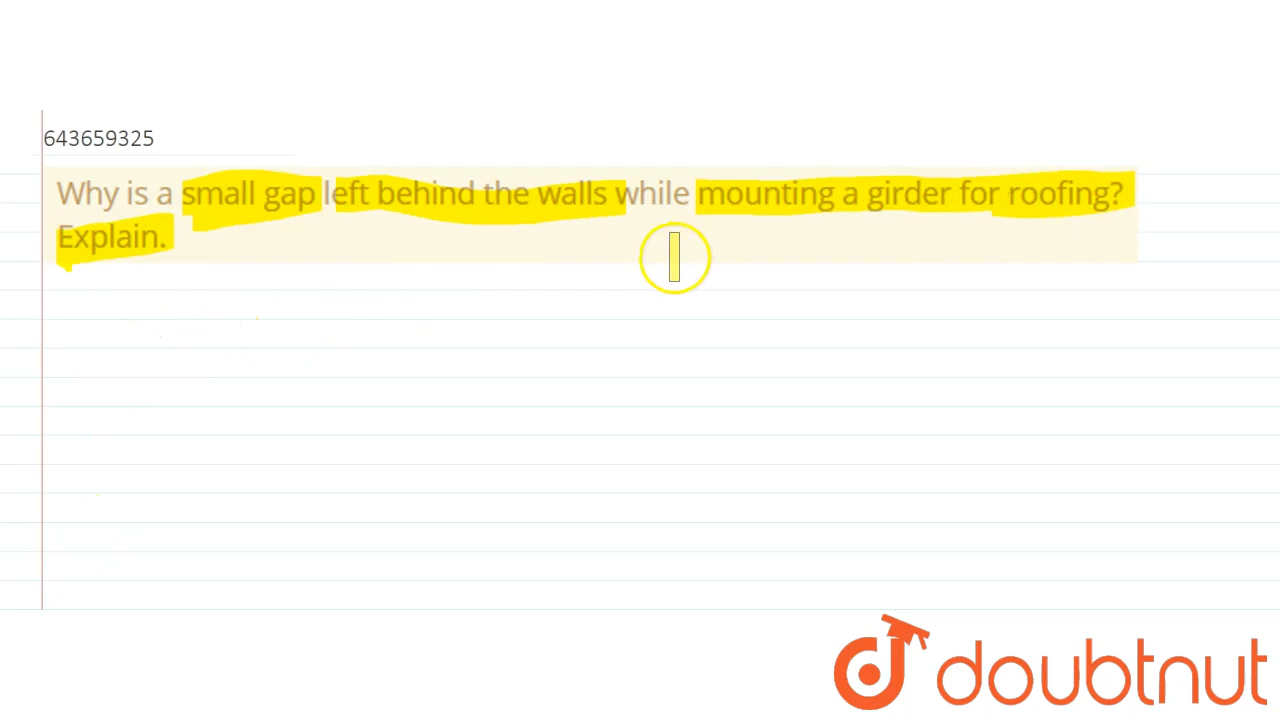 643659325
Why is a small gap left behind the walls while mounting a girder for roofing?
Explain.
doubtnut